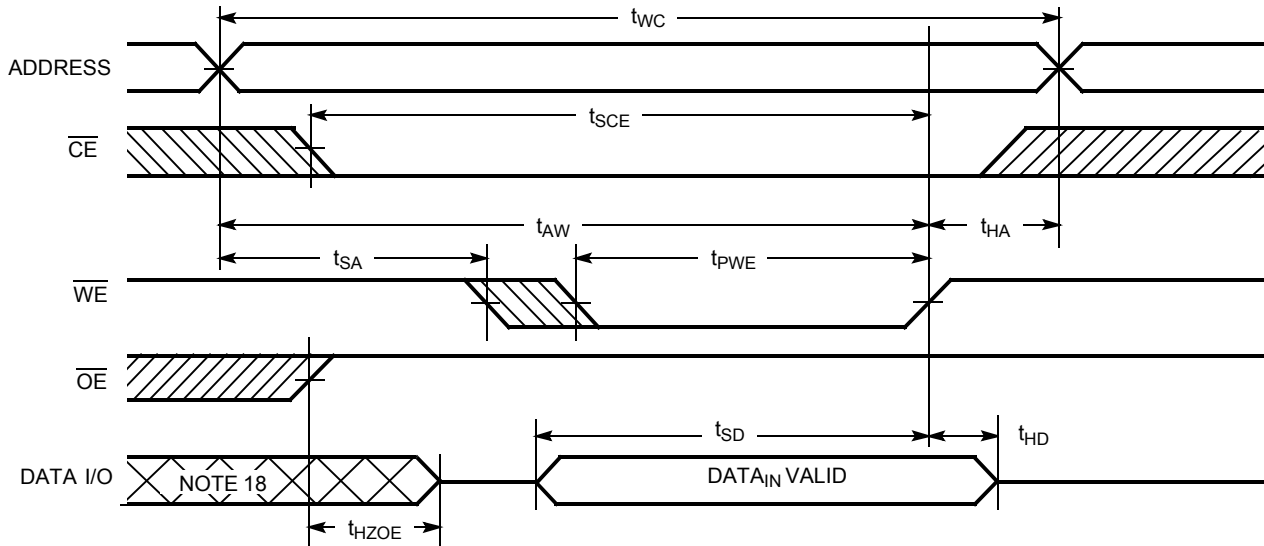 tWC
ADDRESS
tSCE
CE
tAW
tHA
tSA
tPWE
WE
OE
tSD
tHD
DATA I/O
NOTE 18
DATAIN VALID
tHZOE